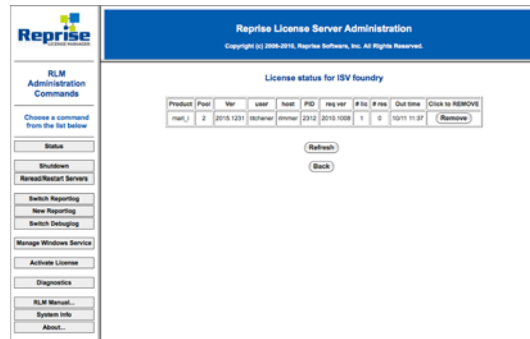 Reprise
LICENSE MANAGER
RLM
Administration
Commands
Choose a command
from the list below
Status
Shutdown
Reread/Restart Servers
Switch Reportlog
New Reportlog
Switch Debuglog
Manage Windows Service
Activate License
Diagnostics
RLM Manual...
System Info
About...
Reprise License Server Administration
Copyright (c) 2006-2010, Reprise Software, Inc. All Rights Reserved.
License status for ISV foundry
Product Pool Ver user host PID req ver # lic # res Out time Click to REMOVE
mari_i 2 2015.1231 titchener rimmer 2312 2010.1008 1 0 10/11 11:37 Remove
Refresh
Back